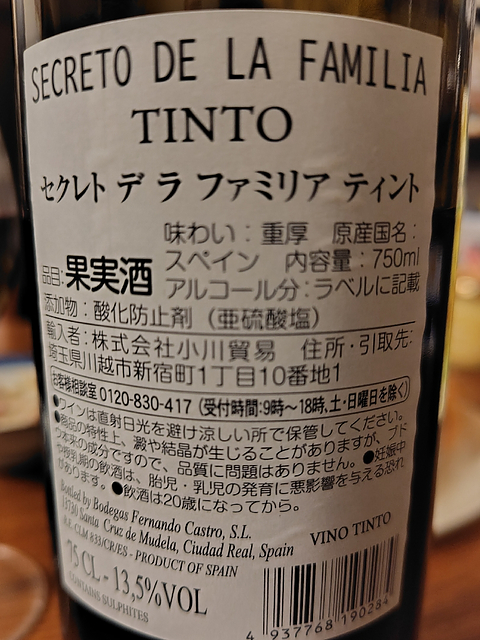 SECRETO DE LA FAMILIA
TINTO
セクレト デ ラ ファミリア ティント
味わい：重厚　原産国名：
品目:果実酒 スペイン　内容量：750ml
アルコール分：ラベルに記載
添加物：酸化防止剤（亜硫酸塩）
輸入者：株式会社小川貿易　住所・引取先：
埼玉県川越市新宿町1丁目10番地1
お客様相談室 0120-830-417（受付時間:9時～18時,土・日曜日を除く）
●ワインは直射日光を避け涼しい所で保管してください。
●商品の特性上、澱や結晶が生じることがありますが、ブド
ウ本来の成分ですので、品質に問題はありません。●妊娠中
や授乳期の飲酒は、胎児・乳児の発育に悪影響を与える恐れ
があります。●飲酒は20歳になってから。
Bottled by Bodegas Fernando Castro, S.L.
13730 Santa Cruz de Mudela, Ciudad Real, Spain
R.E. CLM 833/CR/ES - PRODUCT OF SPAIN
VINO TINTO
75 CL - 13,5%VOL
CONTAINS SULPHITES
4 937768 190284